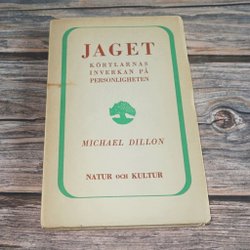 JAGET
KÖRTLARNAS
INVERKAN PÅ
PERSONLIGHETEN
MICHAEL DILLON
NATUR OCH KULTUR